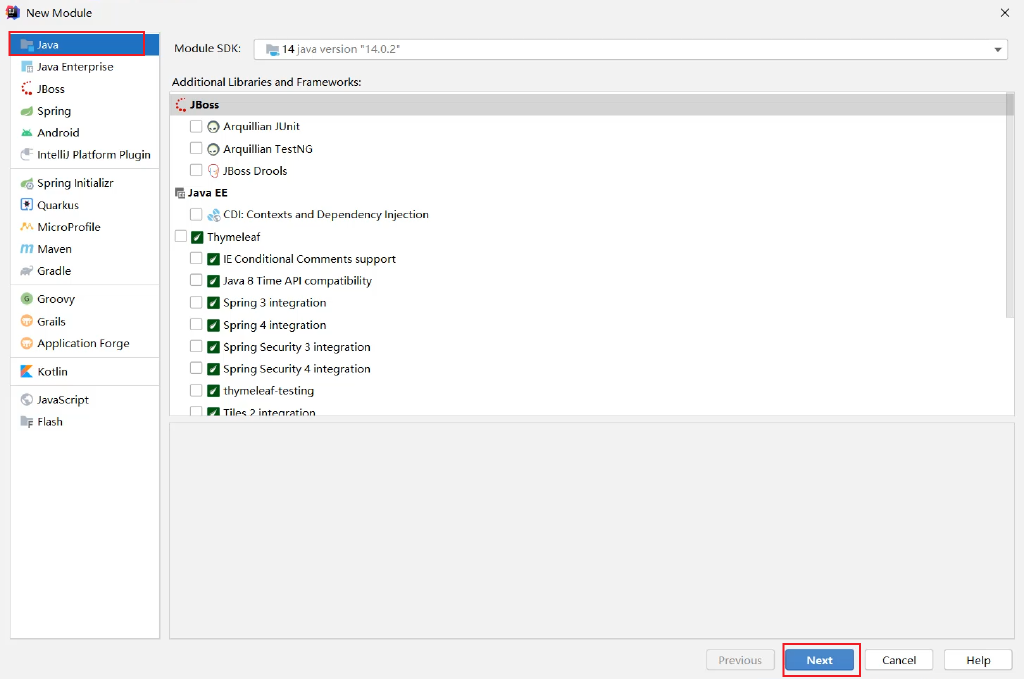 New Module
Java
Java Enterprise
JBoss
Spring
Android
IntelliJ Platform Plugin
Spring Initializr
Quarkus
MicroProfile
Maven
Gradle
Groovy
Grails
Application Forge
Kotlin
JavaScript
Flash
Module SDK: 14 java version "14.0.2"
Additional Libraries and Frameworks:
JBoss
Arquillian JUnit
Arquillian TestNG
JBoss Drools
Java EE
CDI: Contexts and Dependency Injection
Thymeleaf
IE Conditional Comments support
Java 8 Time API compatibility
Spring 3 integration
Spring 4 integration
Spring Security 3 integration
Spring Security 4 integration
thymeleaf-testing
Tiles 2 integration
Previous Next Cancel Help